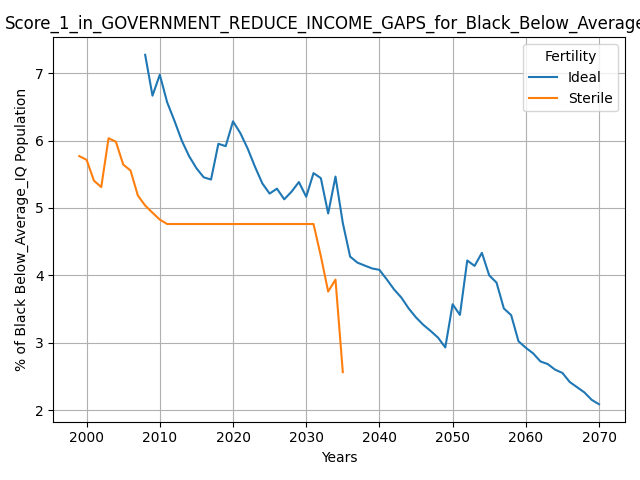 Score_1_in_GOVERNMENT_REDUCE_INCOME_GAPS_for_Black_Below_Average
% of Black Below_Average_IQ Population
7
6
5
4
3
2
Fertility
Ideal
Sterile
2000 2010 2020 2030 2040 2050 2060 2070
Years